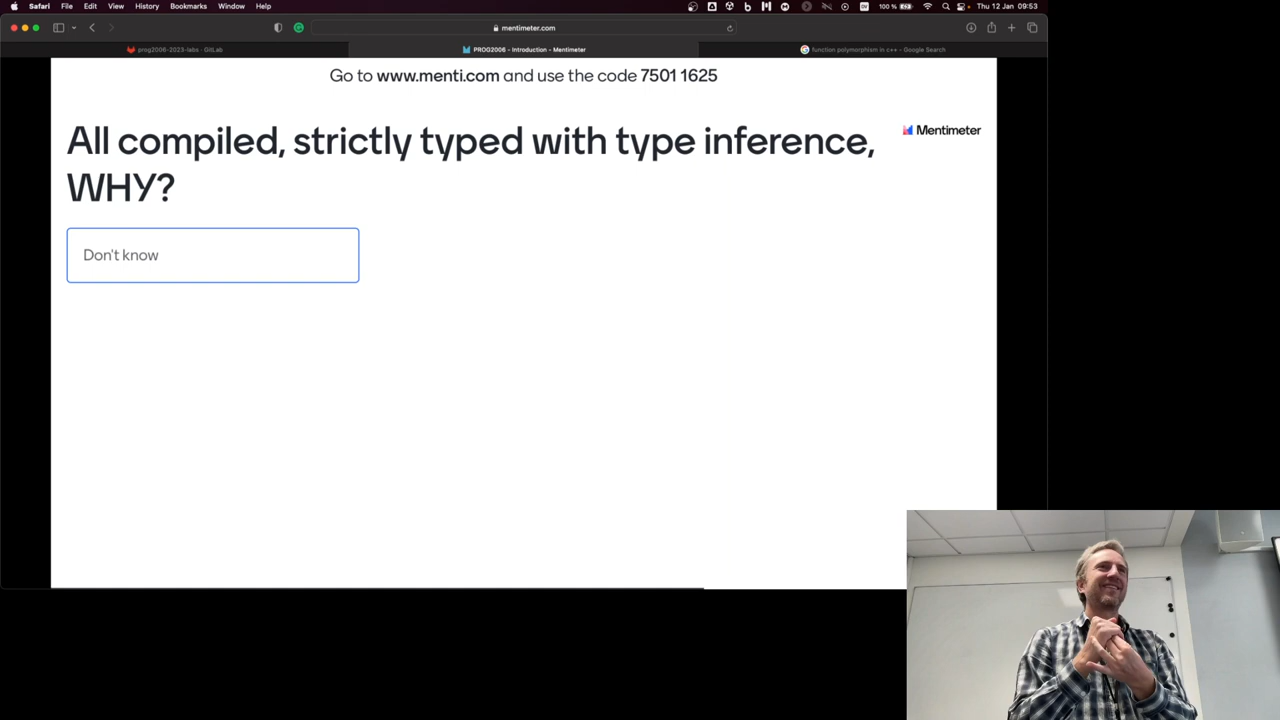 Safari File Edit View History Bookmarks Window Help 100 % Thu 12 Jan 09:53
mentimeter.com
prog2006-2023-labs · GitLab PROG2006 - Introduction - Mentimeter function polymorphism in c++ - Google Search
Go to www.menti.com and use the code 7501 1625
All compiled, strictly typed with type inference,
WHY?
Mentimeter
Don't know